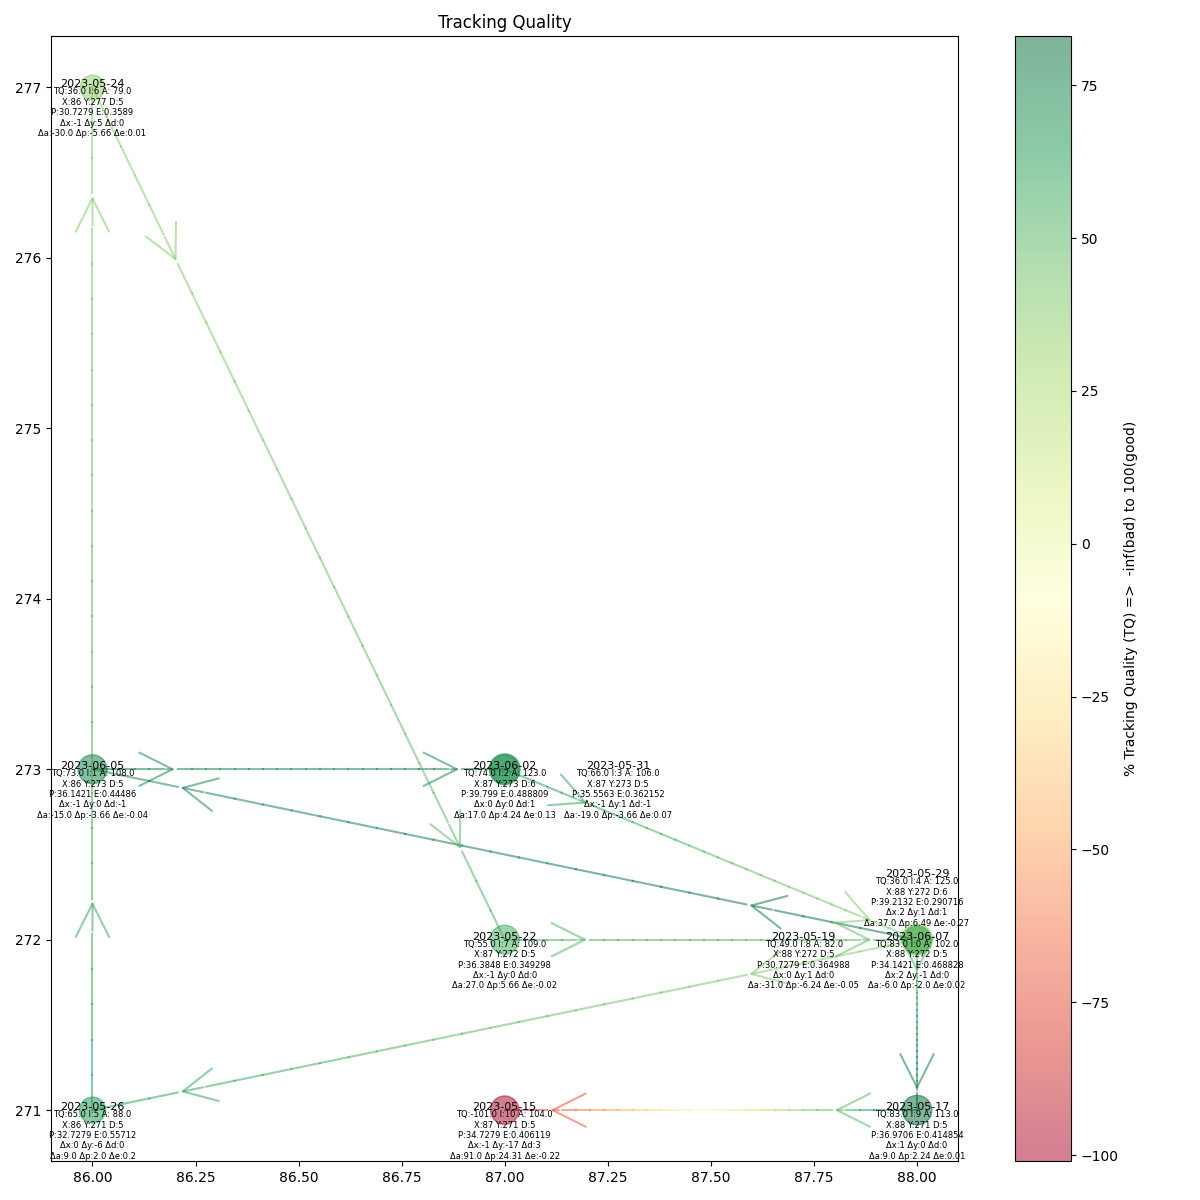 Tracking Quality
277
276
275
274
273
272
271
86.00
86.25
86.50
86.75
87.00
87.25
87.50
87.75
88.00
2023-05-24
TQ:36.0 I:6 A: 79.0
X:86 Y:277 D:5
P:30.7279 E:0.3589
Δx:-1 Δy:5 Δd:0
Δa:-30.0 Δp:-5.66 Δe:0.01
2023-06-05
TQ:73.0 I:1 A: 108.0
X:86 Y:273 D:5
P:36.1421 E:0.44486
Δx:-1 Δy:0 Δd:-1
Δa:-15.0 Δp:-3.66 Δe:-0.04
2023-06-02
TQ:74.0 I:2 A: 123.0
X:87 Y:273 D:6
P:39.799 E:0.488809
Δx:0 Δy:0 Δd:1
Δa:17.0 Δp:4.24 Δe:0.13
2023-05-31
TQ:66.0 I:3 A: 106.0
X:87 Y:273 D:5
P:35.5563 E:0.362152
Δx:-1 Δy:1 Δd:-1
Δa:-19.0 Δp:-3.66 Δe:0.07
2023-05-29
TQ:36.0 I:4 A: 125.0
X:88 Y:272 D:6
P:39.2132 E:0.290716
Δx:2 Δy:1 Δd:1
Δa:37.0 Δp:6.49 Δe:-0.27
2023-05-22
TQ:55.0 I:7 A: 109.0
X:87 Y:272 D:5
P:36.3848 E:0.349298
Δx:-1 Δy:0 Δd:0
Δa:27.0 Δp:5.66 Δe:-0.02
2023-05-19
TQ:49.0 I:8 A: 82.0
X:88 Y:272 D:5
P:30.7279 E:0.364988
Δx:0 Δy:1 Δd:0
Δa:-31.0 Δp:-6.24 Δe:-0.05
2023-06-07
TQ:83.0 I:0 A: 102.0
X:88 Y:272 D:5
P:34.1421 E:0.468828
Δx:2 Δy:-1 Δd:0
Δa:-6.0 Δp:-2.0 Δe:0.02
2023-05-26
TQ:65.0 I:5 A: 88.0
X:86 Y:271 D:5
P:32.7279 E:0.55712
Δx:0 Δy:-6 Δd:0
Δa:9.0 Δp:2.0 Δe:0.2
2023-05-15
TQ:-101.0 I:10 A: 104.0
X:87 Y:271 D:5
P:34.7279 E:0.406119
Δx:-1 Δy:-17 Δd:3
Δa:91.0 Δp:24.31 Δe:-0.22
2023-05-17
TQ:83.0 I:9 A: 113.0
X:88 Y:271 D:5
P:36.9706 E:0.414854
Δx:1 Δy:0 Δd:0
Δa:9.0 Δp:2.24 Δe:0.01
75
50
25
0
−25
−50
−75
−100
% Tracking Quality (TQ) => -inf(bad) to 100(good)